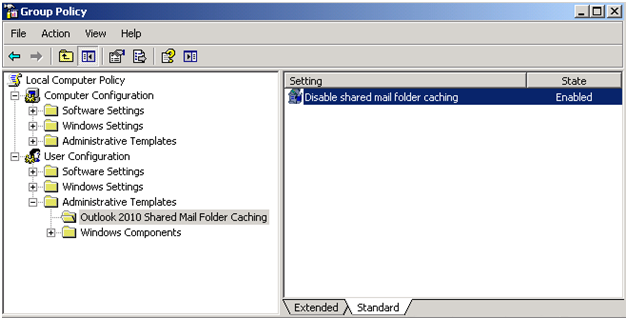 Group Policy
File Action View Help
Local Computer Policy
Computer Configuration
Software Settings
Windows Settings
Administrative Templates
User Configuration
Software Settings
Windows Settings
Administrative Templates
Outlook 2010 Shared Mail Folder Caching
Windows Components
Setting State
Disable shared mail folder caching Enabled
Extended Standard